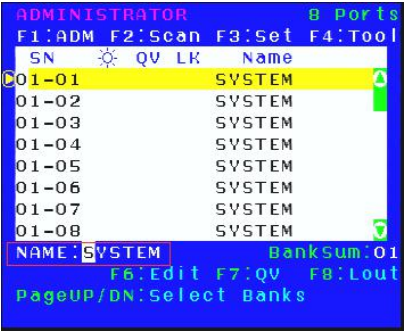 ADMINISTRATOR 8 Ports
F1:ADM F2:Scan F3:Set F4:Tool
SN QV LK Name
01-01 SYSTEM
01-02 SYSTEM
01-03 SYSTEM
01-04 SYSTEM
01-05 SYSTEM
01-06 SYSTEM
01-07 SYSTEM
01-08 SYSTEM
NAME:SYSTEM BankSum:01
F6:Edit F7:QV F8:Lout
PageUP/DN:Select Banks